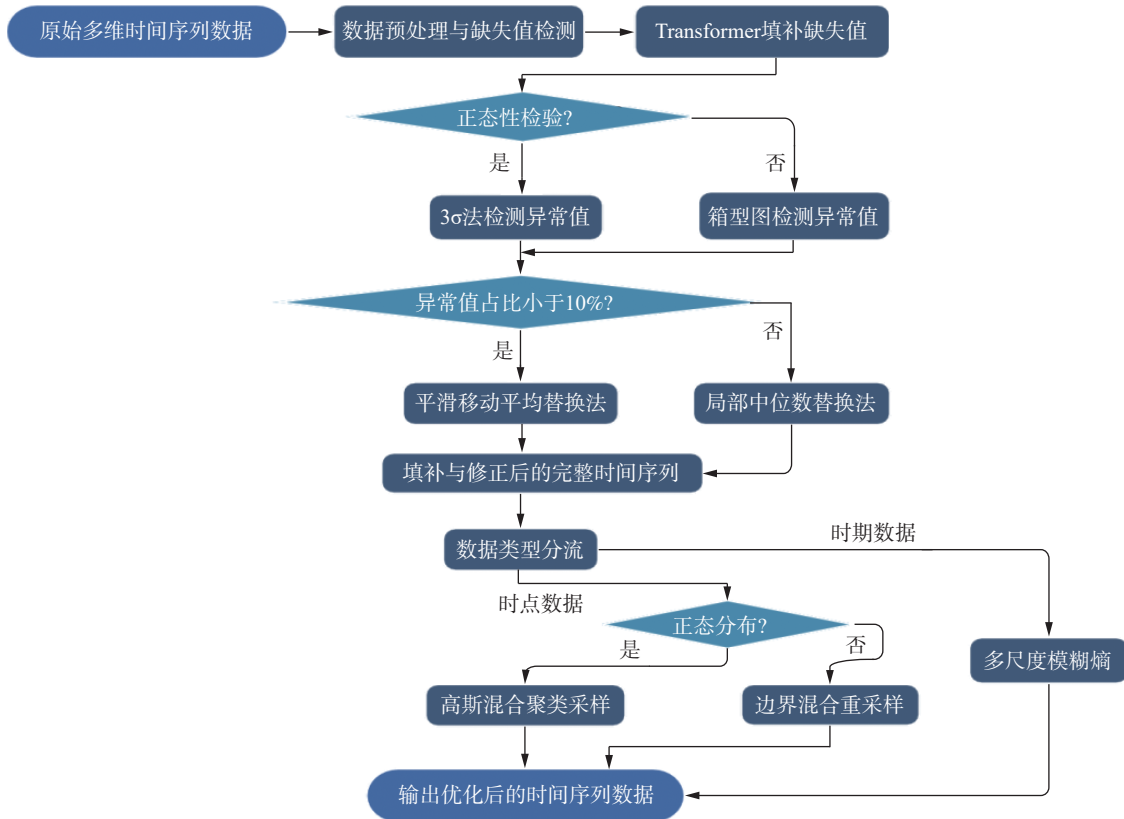 原始多维时间序列数据
数据预处理与缺失值检测
Transformer填补缺失值
正态性检验?
是
否
3σ法检测异常值
箱型图检测异常值
异常值占比小于10%?
是
否
平滑移动平均替换法
局部中位数替换法
填补与修正后的完整时间序列
数据类型分流
时期数据
时点数据
正态分布?
是
否
多尺度模糊熵
高斯混合聚类采样
边界混合重采样
输出优化后的时间序列数据